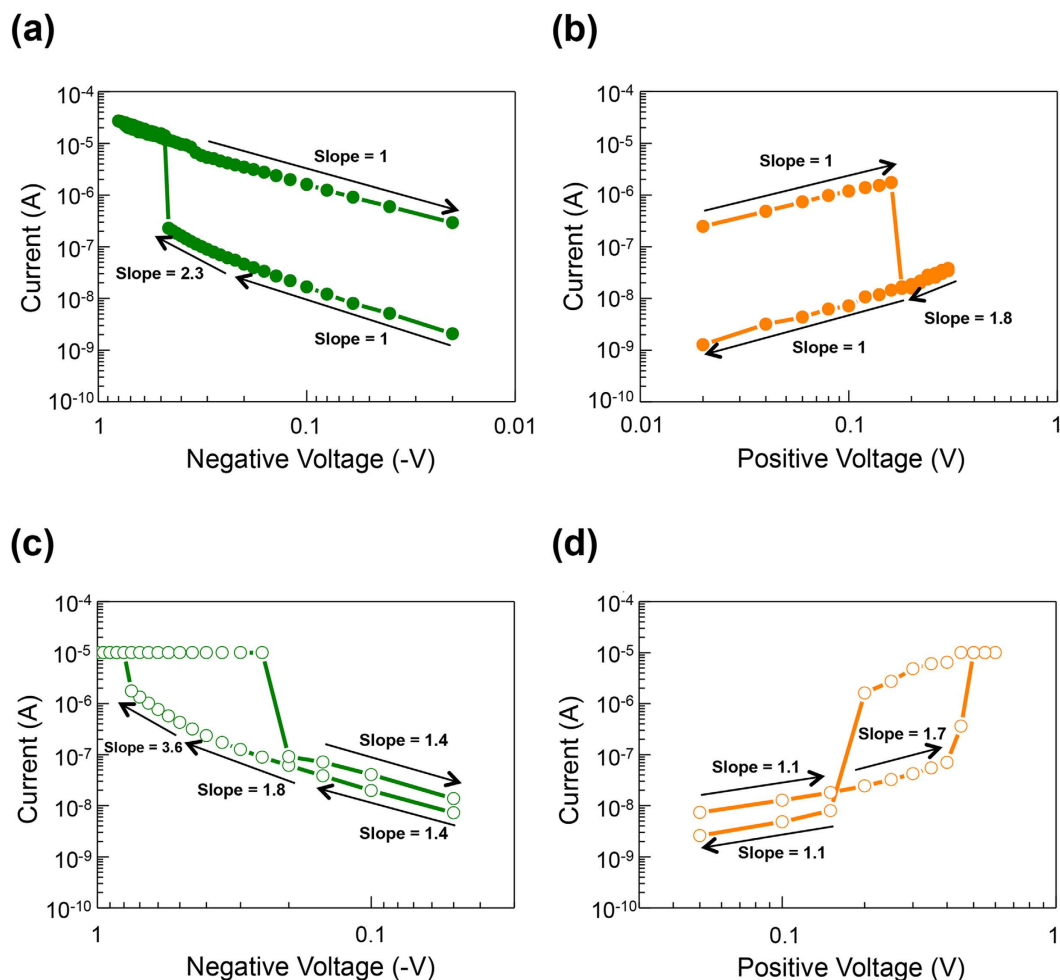 (a)
10⁻⁴
10⁻⁵
10⁻⁶
10⁻⁷
10⁻⁸
10⁻⁹
10⁻¹⁰
Current (A)
Slope = 1
Slope = 2.3
Slope = 1
1
0.1
0.01
Negative Voltage (-V)
(b)
10⁻⁴
10⁻⁵
10⁻⁶
10⁻⁷
10⁻⁸
10⁻⁹
10⁻¹⁰
Current (A)
Slope = 1
Slope = 1.8
Slope = 1
0.01
0.1
1
Positive Voltage (V)
(c)
10⁻⁴
10⁻⁵
10⁻⁶
10⁻⁷
10⁻⁸
10⁻⁹
10⁻¹⁰
Current (A)
Slope = 1.4
Slope = 3.6
Slope = 1.8
Slope = 1.4
1
0.1
Negative Voltage (-V)
(d)
10⁻⁴
10⁻⁵
10⁻⁶
10⁻⁷
10⁻⁸
10⁻⁹
10⁻¹⁰
Current (A)
Slope = 1.7
Slope = 1.1
Slope = 1.1
0.1
1
Positive Voltage (V)